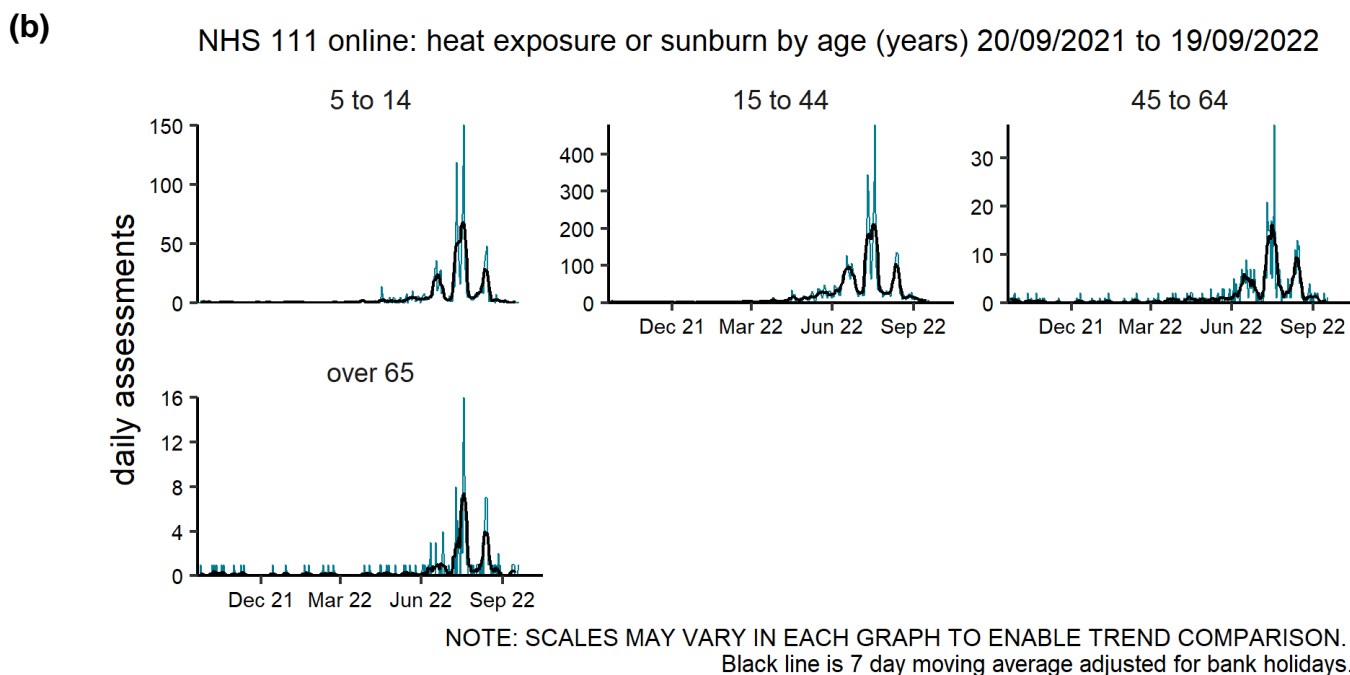 (b)
NHS 111 online: heat exposure or sunburn by age (years) 20/09/2021 to 19/09/2022
daily assessments
5 to 14
150
100
50
0
15 to 44
400
300
200
100
0
Dec 21 Mar 22 Jun 22 Sep 22
45 to 64
30
20
10
0
Dec 21 Mar 22 Jun 22 Sep 22
over 65
16
12
8
4
0
Dec 21 Mar 22 Jun 22 Sep 22
NOTE: SCALES MAY VARY IN EACH GRAPH TO ENABLE TREND COMPARISON.
Black line is 7 day moving average adjusted for bank holidays.